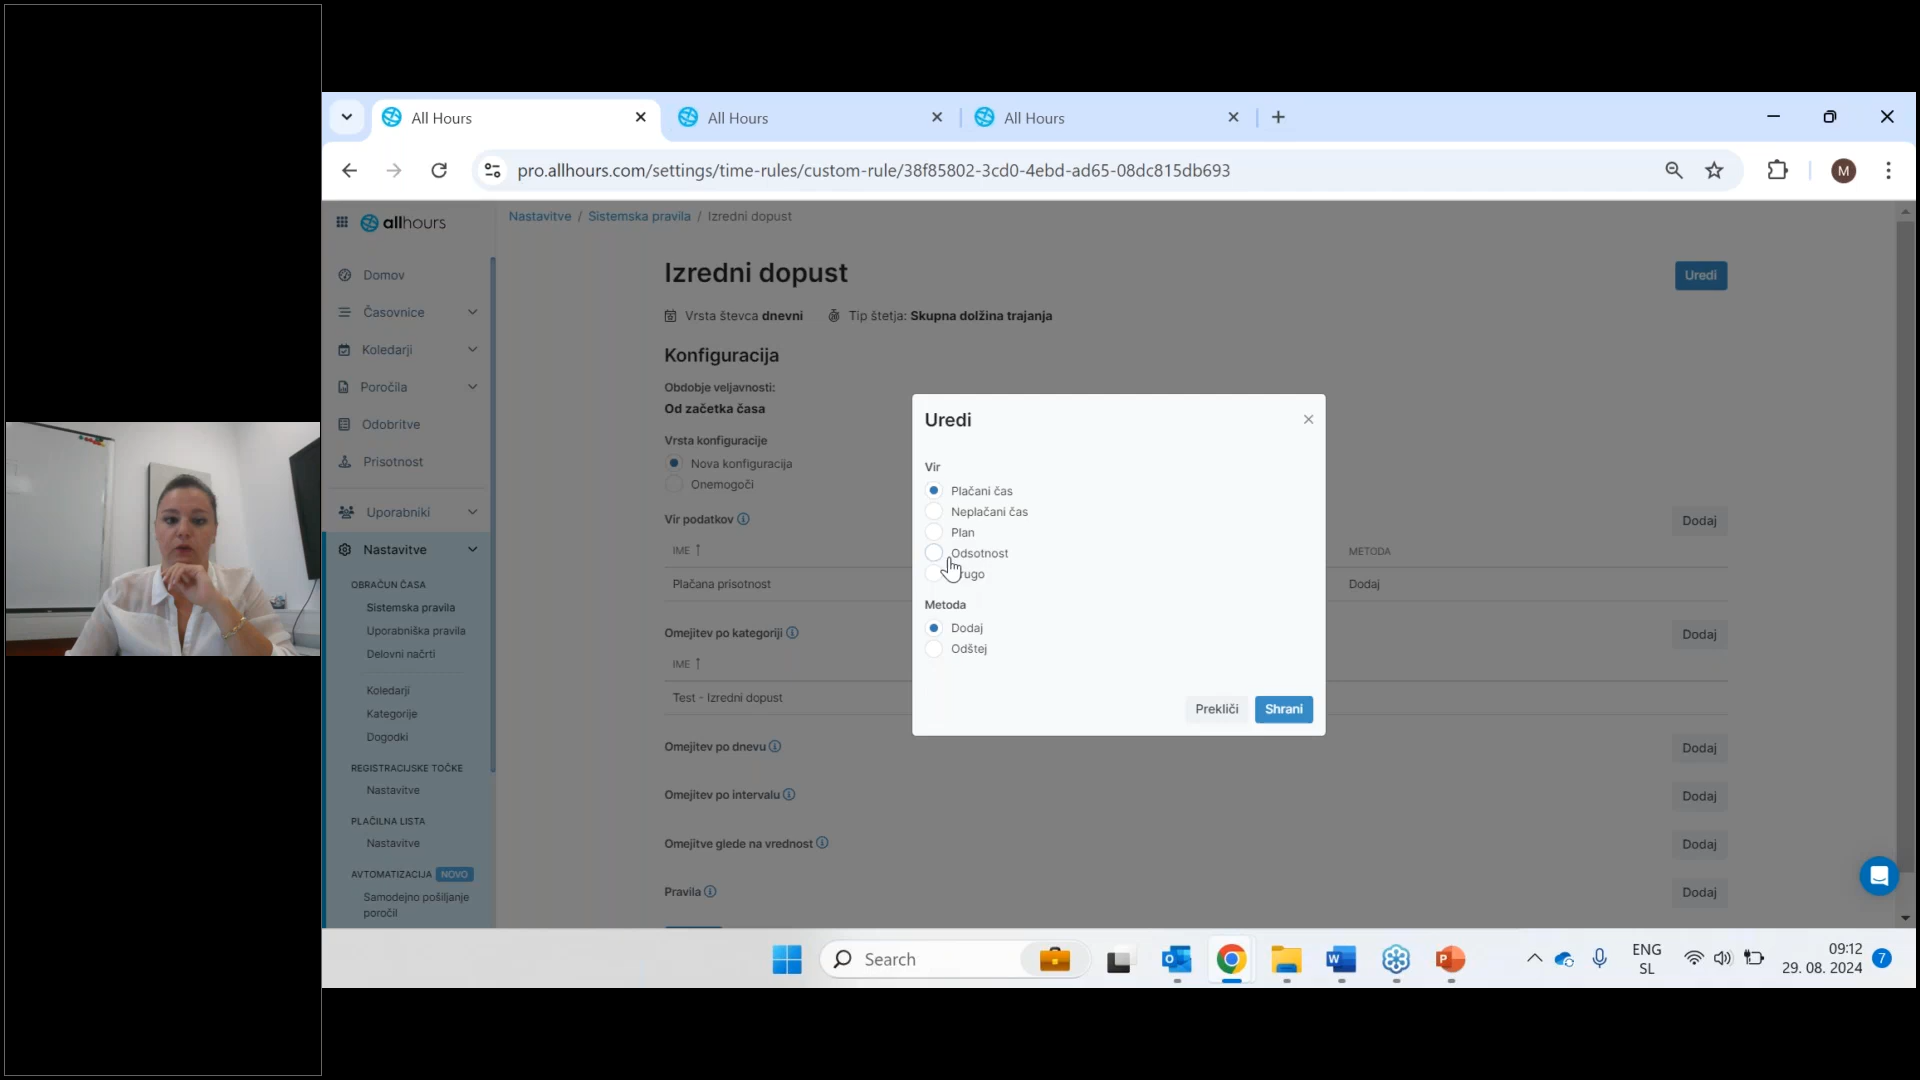 All Hours
All Hours
All Hours
pro.allhours.com/settings/time-rules/custom-rule/38f85802-3cd0-4ebd-ad65-08dc815db693
M
allhours
Nastavitve / Sistemska pravila / Izredni dopust
Domov
Časovnice
Koledarji
Poročila
Odobritve
Prisotnost
Uporabniki
Nastavitve
OBRAČUN ČASA
Sistemska pravila
Uporabniška pravila
Delovni načrti
Koledarji
Kategorije
Dogodki
REGISTRACIJSKE TOČKE
Nastavitve
PLAČILNA LISTA
Nastavitve
AVTOMATIZACIJA NOVO
Samodejno pošiljanje
poročil
Izredni dopust
Uredi
Vrsta števca dnevni
Tip štetja: Skupna dolžina trajanja
Konfiguracija
Obdobje veljavnosti:
Od začetka časa
Vrsta konfiguracije
Nova konfiguracija
Onemogoči
Vir podatkov
Dodaj
IME ↑
METODA
Plačana prisotnost
Dodaj
Omejitev po kategoriji
Dodaj
IME ↑
Test - Izredni dopust
Omejitev po dnevu
Dodaj
Omejitev po intervalu
Dodaj
Omejitve glede na vrednost
Dodaj
Pravila
Dodaj
Uredi
Vir
Plačani čas
Neplačani čas
Plan
Odsotnost
rugo
Metoda
Dodaj
Odštej
Prekliči
Shrani
Search
ENG
SL
09:12
29. 08. 2024
7